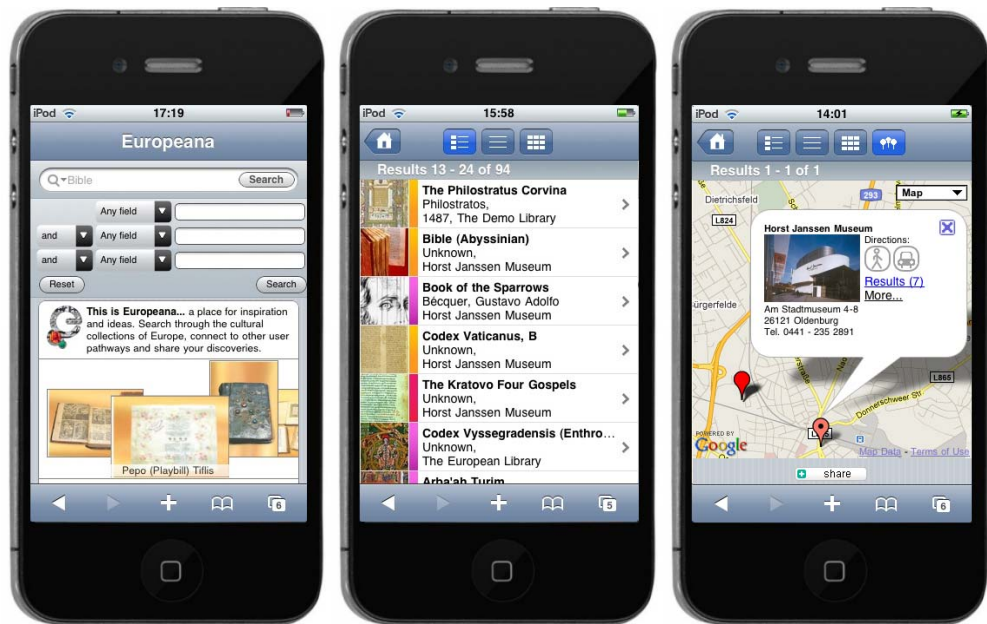 iPod 17:19
Europeana
Bible Search
Any field
and Any field
and Any field
Reset Search
This is Europeana... a place for inspiration
and ideas. Search through the cultural
collections of Europe, connect to other user
pathways and share your discoveries.
Pepo (Playbill) Tiflis
6
iPod 15:58
Results 13 - 24 of 94
The Philostratus Corvina
Philostratos,
1487, The Demo Library
Bible (Abyssinian)
Unknown,
Horst Janssen Museum
Book of the Sparrows
Bécquer, Gustavo Adolfo
Horst Janssen Museum
Codex Vaticanus, B
Unknown,
Horst Janssen Museum
The Kratovo Four Gospels
Unknown,
Horst Janssen Museum
Codex Vyssegradensis (Enthro...
Unknown,
The European Library
Arba'ah Turim
5
iPod 14:01
Results 1 - 1 of 1
Dietrichsfeld 293 Map
L824
Horst Janssen Museum
Directions:
Results (7)
More...
Am Stadtmuseum 4-8
26121 Oldenburg
Tel. 0441 - 235 2891
ürgerfelde
L865
Donnerschweer Str
POWERED BY
Google
Map Data - Terms of Use
share
6